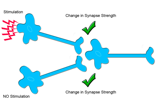 Stimulation
Change in Synapse Strength
Change in Synapse Strength
NO Stimulation